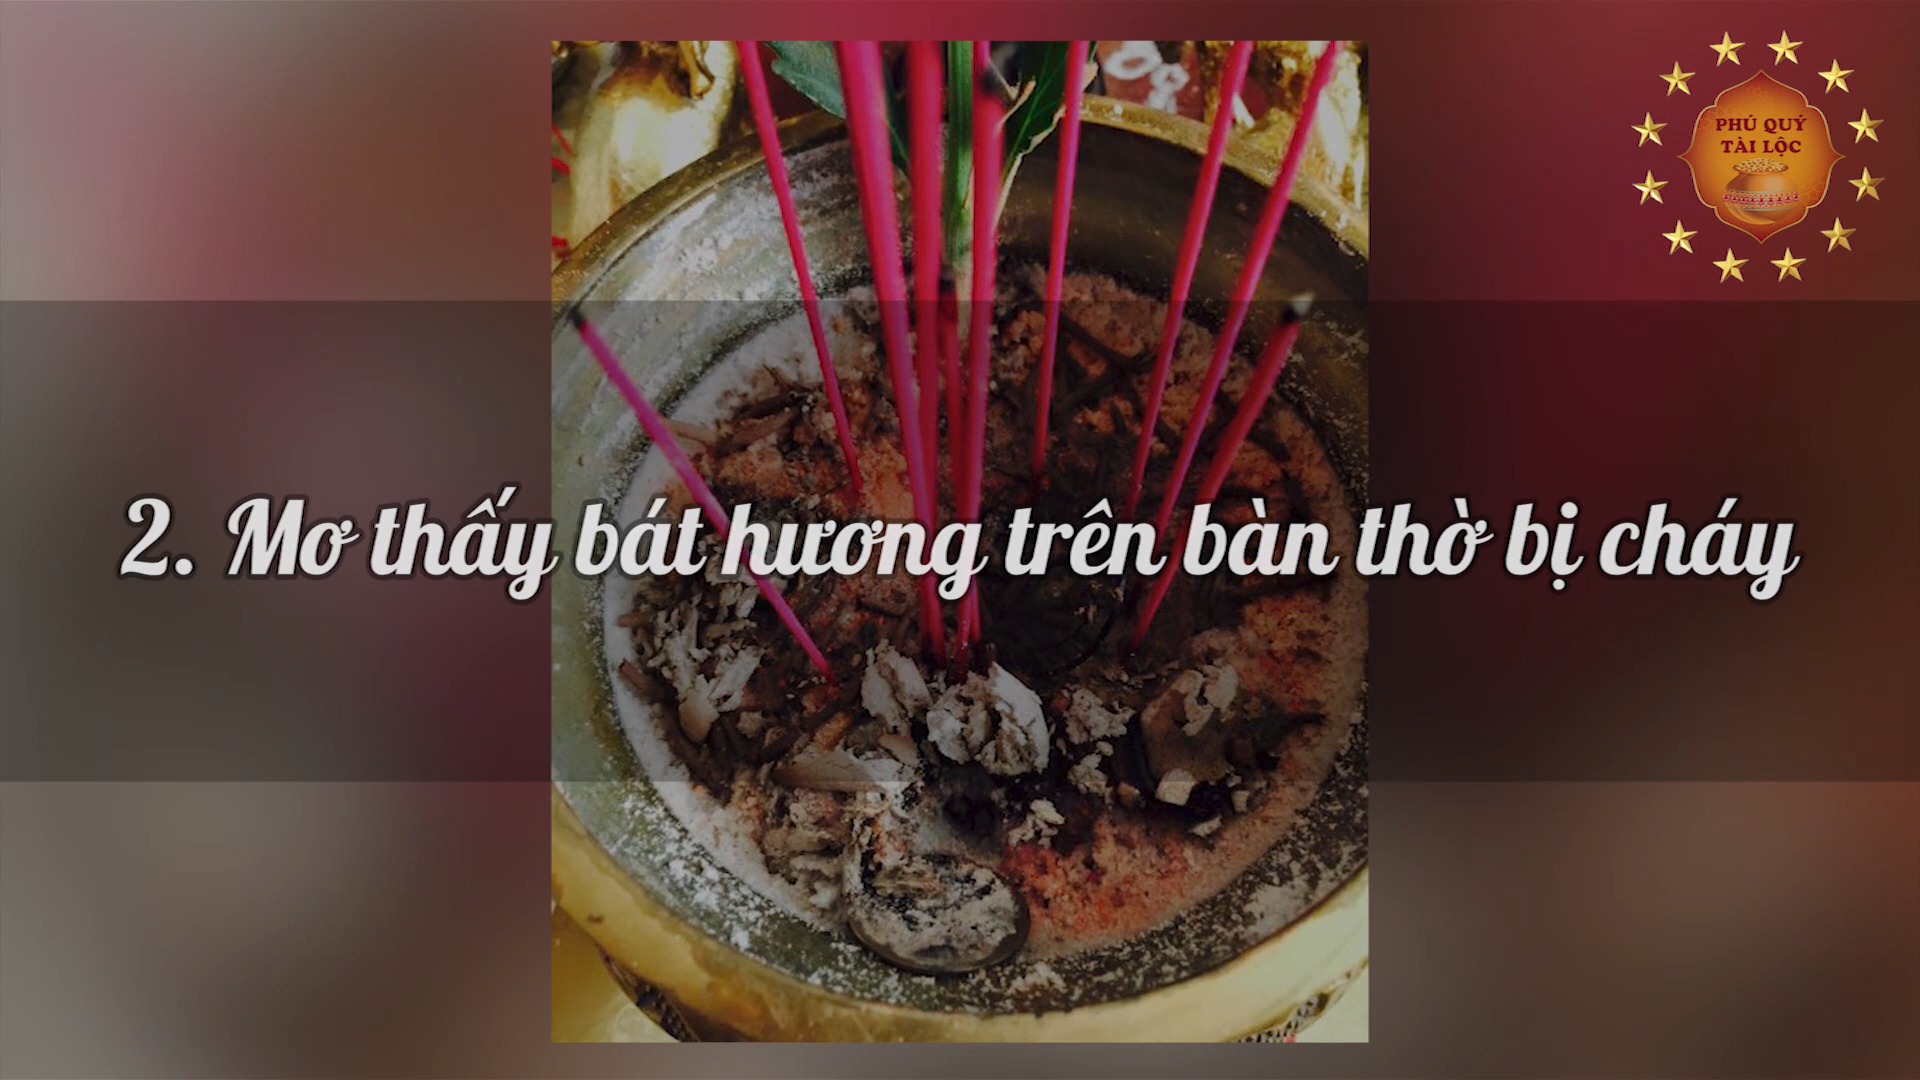 PHÚ QUÝ
TÀI LỘC
2. Mơ thấy bát hương trên bàn thờ bị cháy